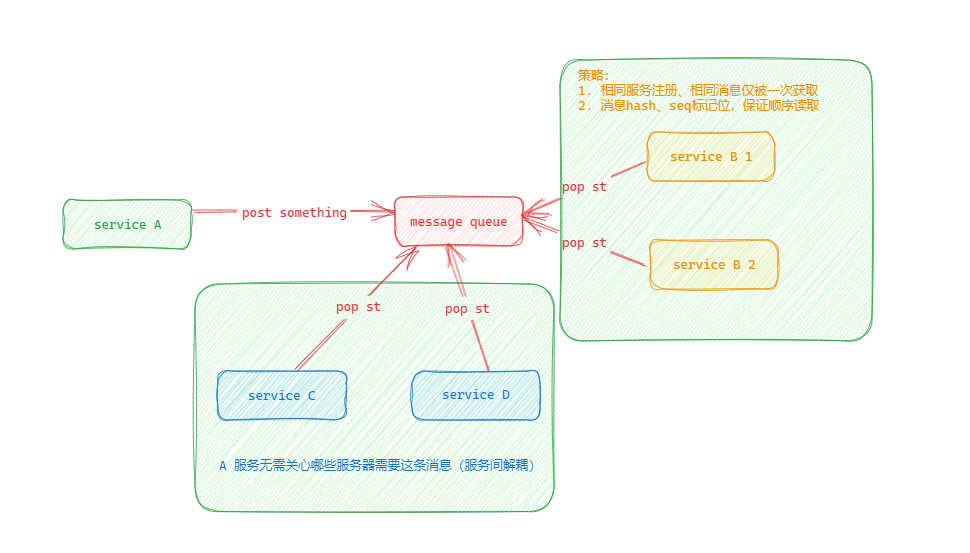 策略:
1. 相同服务注册、相同消息仅被一次获取
2. 消息hash、seq标记位，保证顺序读取
service B 1
pop st
service A
post something
message queue
pop st
service B 2
pop st
pop st
service C
service D
A 服务无需关心哪些服务器需要这条消息（服务间解耦）